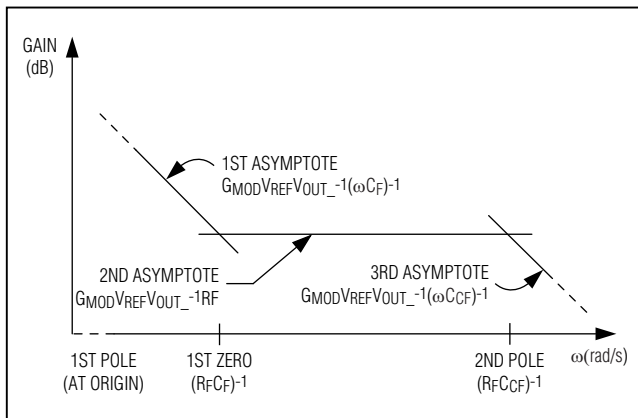 GAIN
(dB)
1ST ASYMPTOTE
GMODVREFVOUT_-1(ωCF)-1
2ND ASYMPTOTE
GMODVREFVOUT_-1RF
3RD ASYMPTOTE
GMODVREFVOUT_-1(ωCCF)-1
1ST POLE
(AT ORIGIN)
1ST ZERO
(RFCF)-1
2ND POLE
(RFCCF)-1
ω(rad/s)